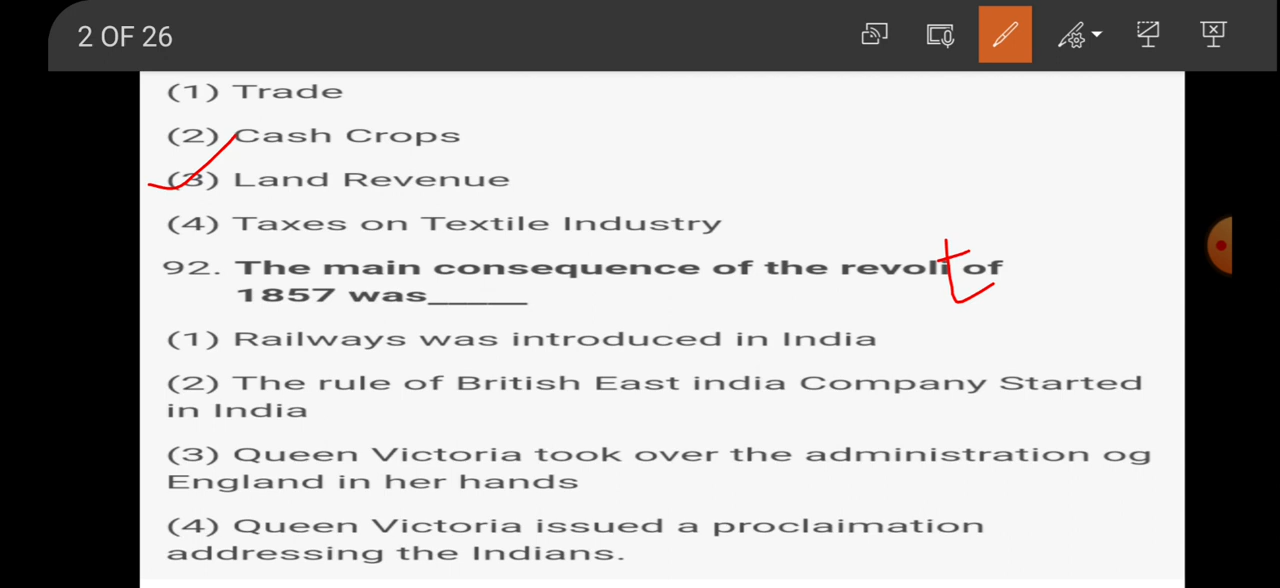 2 OF 26
(1) Trade
(2) Cash Crops
(3) Land Revenue
(4) Taxes on Textile Industry
92. The main consequence of the revolt of
1857 was_____
(1) Railways was introduced in India
(2) The rule of British East india Company Started
in India
(3) Queen Victoria took over the administration og
England in her hands
(4) Queen Victoria issued a proclaimation
addressing the Indians.